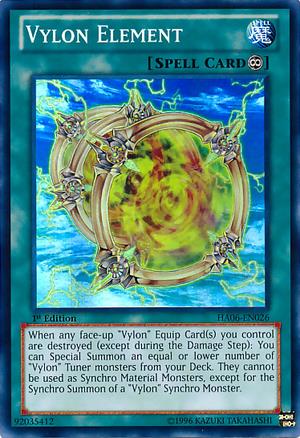 Vylon Element
魔
[Spell Card∞]
1st Edition
HA06-EN026
When any face-up "Vylon" Equip Card(s) you control
are destroyed (except during the Damage Step): You
can Special Summon an equal or lower number of
"Vylon" Tuner monsters from your Deck. They cannot
be used as Synchro Material Monsters, except for the
Synchro Summon of a "Vylon" Synchro Monster.
92035412
©1996 KAZUKI TAKAHASHI